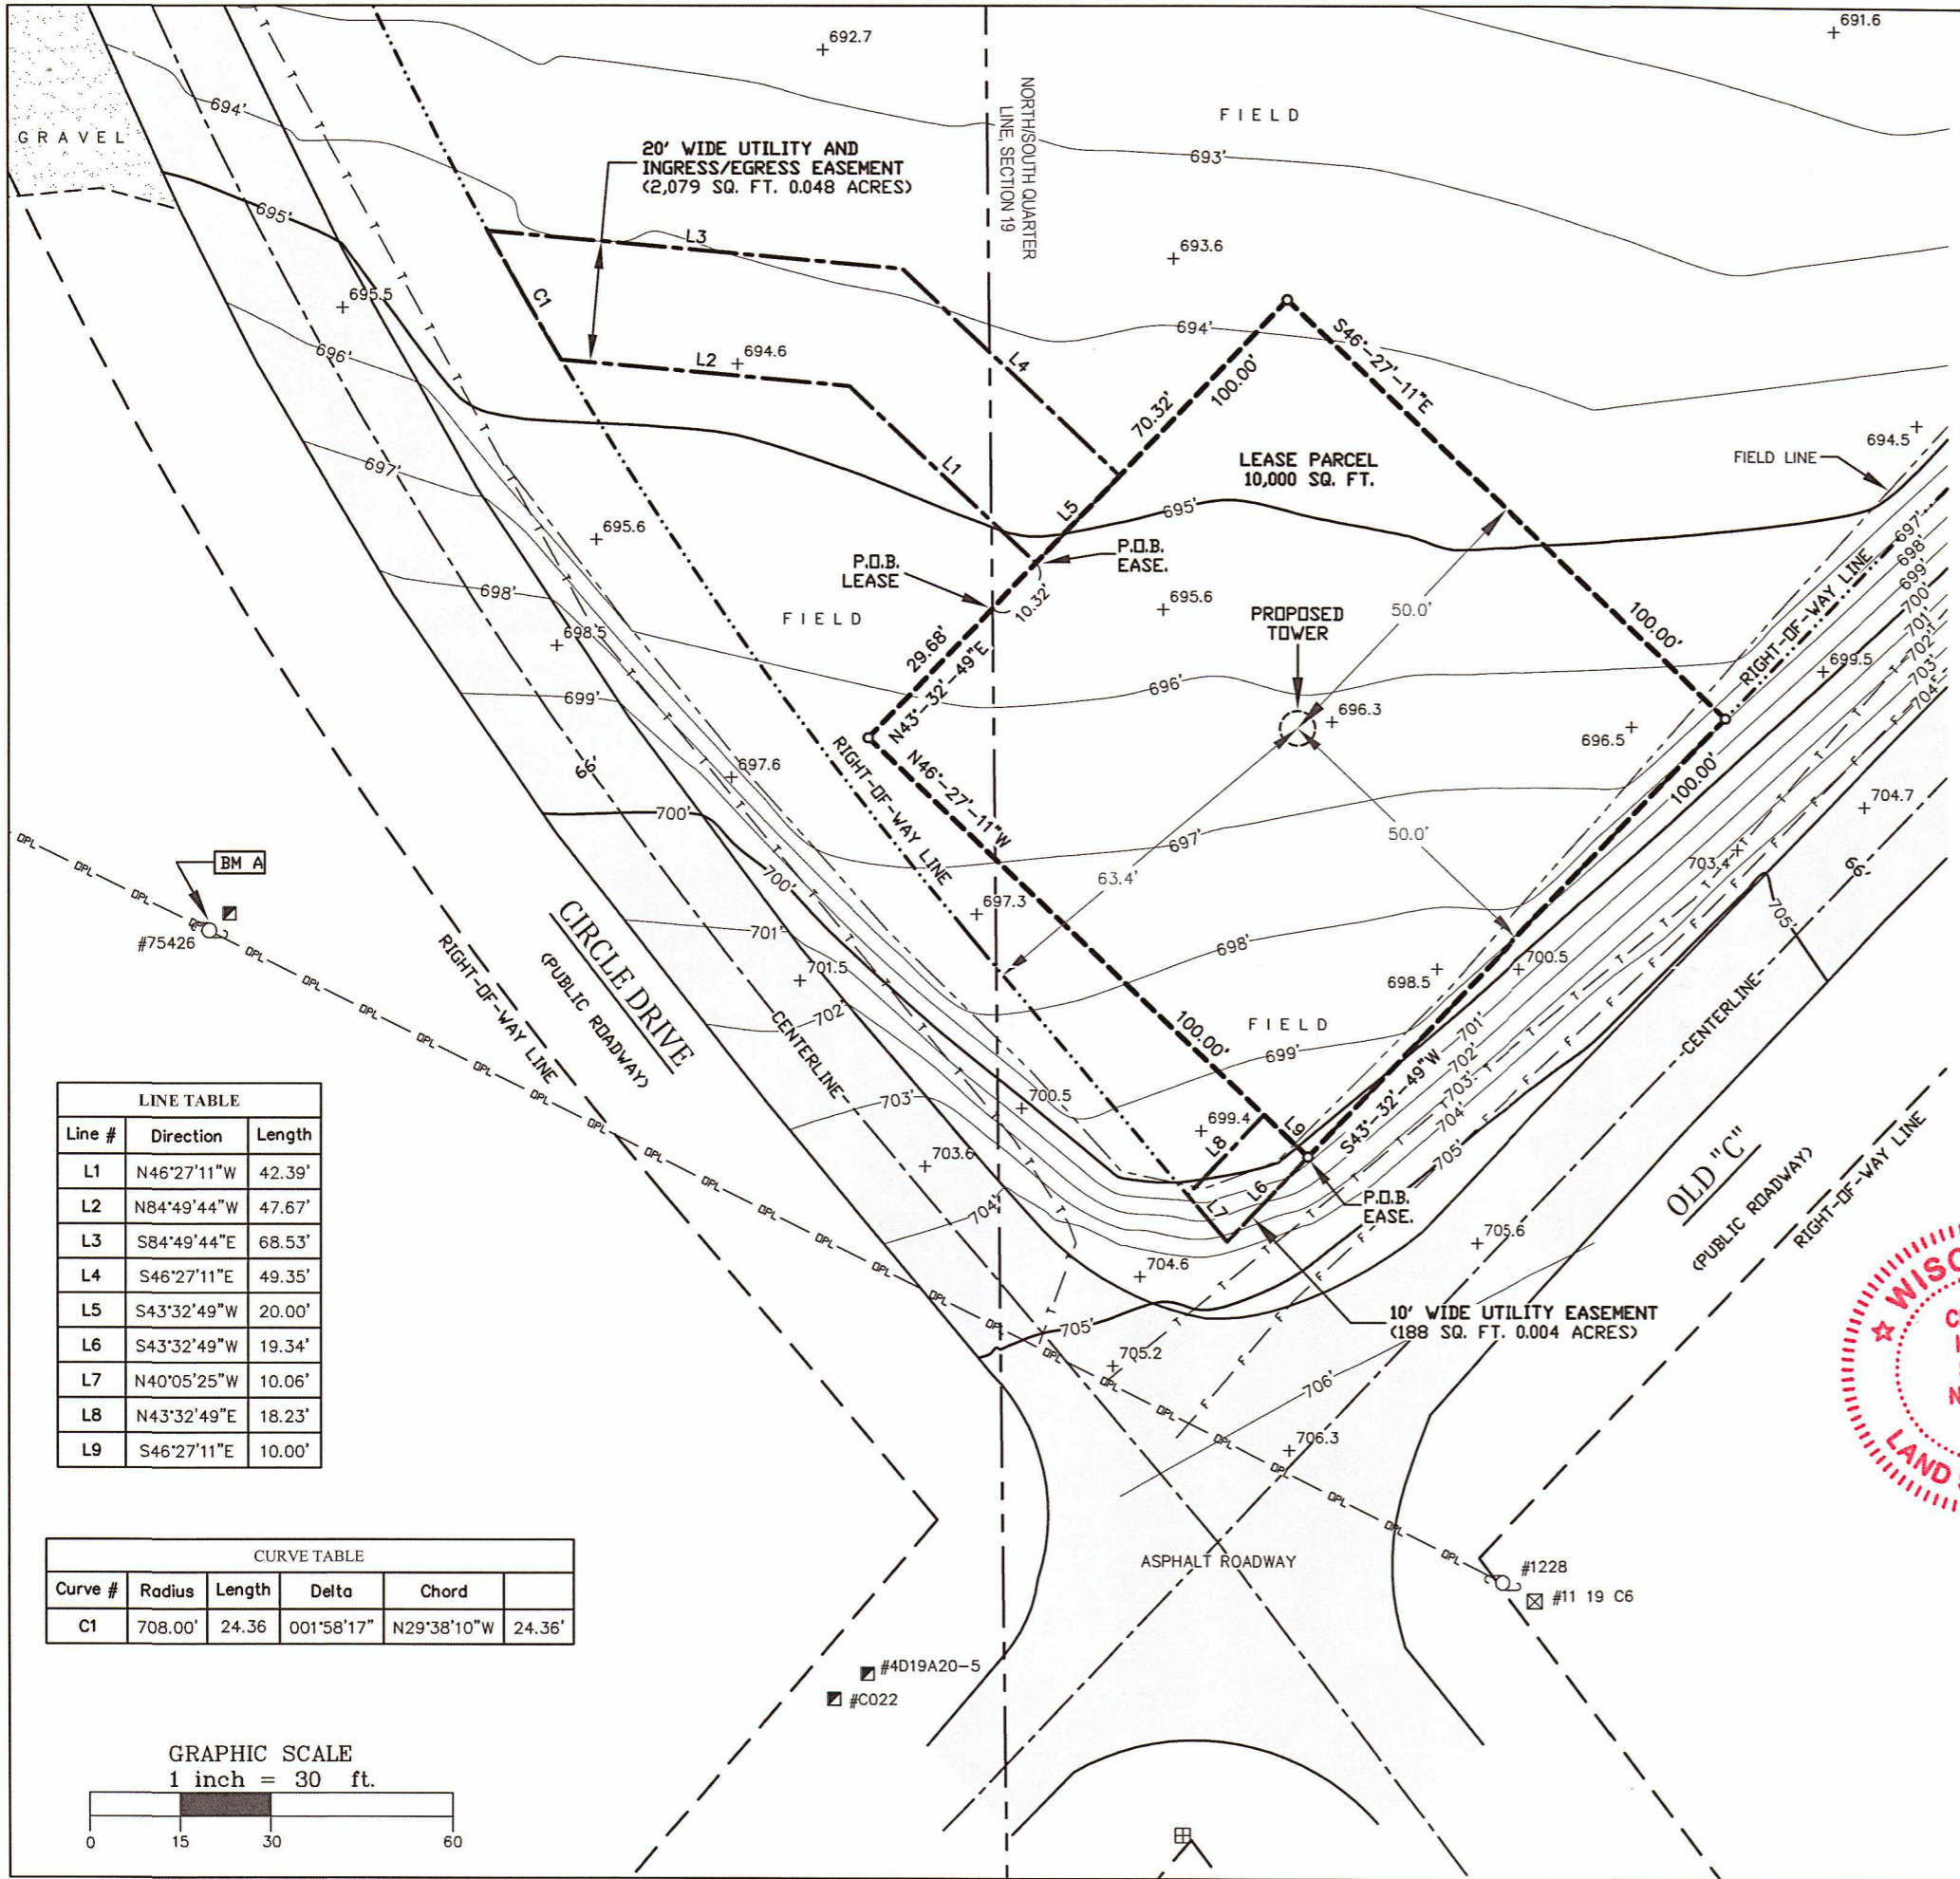 692.7
691.6
NORTH/SOUTH QUARTER
LINE, SECTION 19
FIELD
GRAVEL
694'
693'
20' WIDE UTILITY AND
INGRESS/EGRESS EASEMENT
(2,079 SQ. FT. 0.048 ACRES)
695'
L3
693.6
C1
695.5
694'
696'
L2
694.6
L4
S46°-27'-11"E
70.32'
100.00'
697'
L1
LEASE PARCEL
10,000 SQ. FT.
694.5
FIELD LINE
L5
695'
695.6
P.O.B.
LEASE
P.O.B.
EASE.
10.32'
695.6
50.0'
100.00'
RIGHT-OF-WAY LINE
697'
698'
699'
700'
701'
702'
703'
704'
698'
698.5
FIELD
PROPOSED
TOWER
699.5
29.68'
N43°-32'-49"E
696'
699'
696.3
696.5
66'
697.6
RIGHT-OF-WAY LINE
N46°-27'-11"W
100.00'
700'
704.7
697'
50.0'
703.4
66'
BM A
700'
63.4'
697.3
#75426
CIRCLE DRIVE
(PUBLIC ROADWAY)
RIGHT-OF-WAY LINE
701'
701.5
698'
698.5
700.5
705'
702'
CENTERLINE
FIELD
100.00'
699'
701'
702'
703'
704'
705'
S43°-32'-49"W
CENTERLINE
703'
700.5
699.4
L8
L9
703.6
704'
L7
L6
P.O.B.
EASE.
OLD "C"
(PUBLIC ROADWAY)
RIGHT-OF-WAY LINE
705.6
704.6
10' WIDE UTILITY EASEMENT
(188 SQ. FT. 0.004 ACRES)
705'
705.2
706'
706.3
ASPHALT ROADWAY
#1228
#11 19 C6
#4D19A20-5
#C022
LINE TABLE
Line # Direction Length
L1 N46°27'11"W 42.39'
L2 N84°49'44"W 47.67'
L3 S84°49'44"E 68.53'
L4 S46°27'11"E 49.35'
L5 S43°32'49"W 20.00'
L6 S43°32'49"W 19.34'
L7 N40°05'25"W 10.06'
L8 N43°32'49"E 18.23'
L9 S46°27'11"E 10.00'
CURVE TABLE
Curve # Radius Length Delta Chord
C1 708.00' 24.36 001°58'17" N29°38'10"W 24.36'
GRAPHIC SCALE
1 inch = 30 ft.
0 15 30 60
LAND